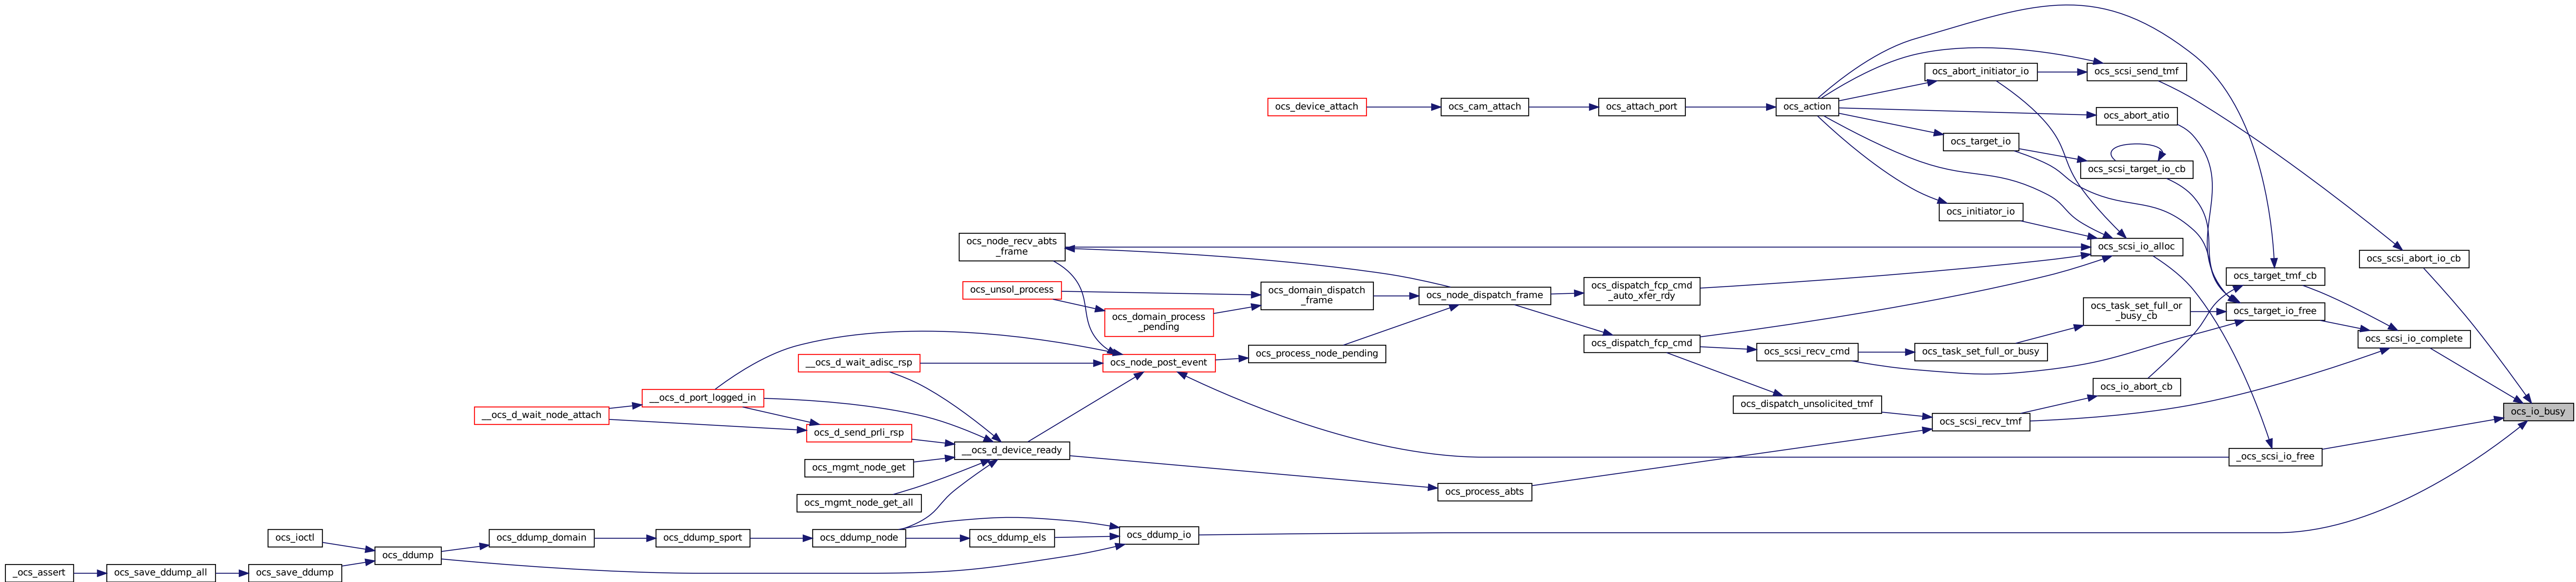 ocs_abort_initiator_io
ocs_scsi_send_tmf
ocs_device_attach
ocs_cam_attach
ocs_attach_port
ocs_action
ocs_abort_atio
ocs_target_io
ocs_scsi_target_io_cb
ocs_initiator_io
ocs_node_recv_abts
_frame
ocs_scsi_io_alloc
ocs_scsi_abort_io_cb
ocs_target_tmf_cb
ocs_unsol_process
ocs_domain_dispatch
_frame
ocs_node_dispatch_frame
ocs_dispatch_fcp_cmd
_auto_xfer_rdy
ocs_task_set_full_or
_busy_cb
ocs_target_io_free
ocs_domain_process
_pending
ocs_scsi_io_complete
ocs_dispatch_fcp_cmd
ocs_process_node_pending
ocs_scsi_recv_cmd
ocs_task_set_full_or_busy
__ocs_d_wait_adisc_rsp
ocs_node_post_event
ocs_io_abort_cb
__ocs_d_port_logged_in
ocs_dispatch_unsolicited_tmf
__ocs_d_wait_node_attach
ocs_io_busy
ocs_scsi_recv_tmf
ocs_d_send_prli_rsp
__ocs_d_device_ready
_ocs_scsi_io_free
ocs_mgmt_node_get
ocs_process_abts
ocs_mgmt_node_get_all
ocs_ddump_io
ocs_ioctl
ocs_ddump_domain
ocs_ddump_sport
ocs_ddump_node
ocs_ddump_els
ocs_ddump
_ocs_assert
ocs_save_ddump_all
ocs_save_ddump